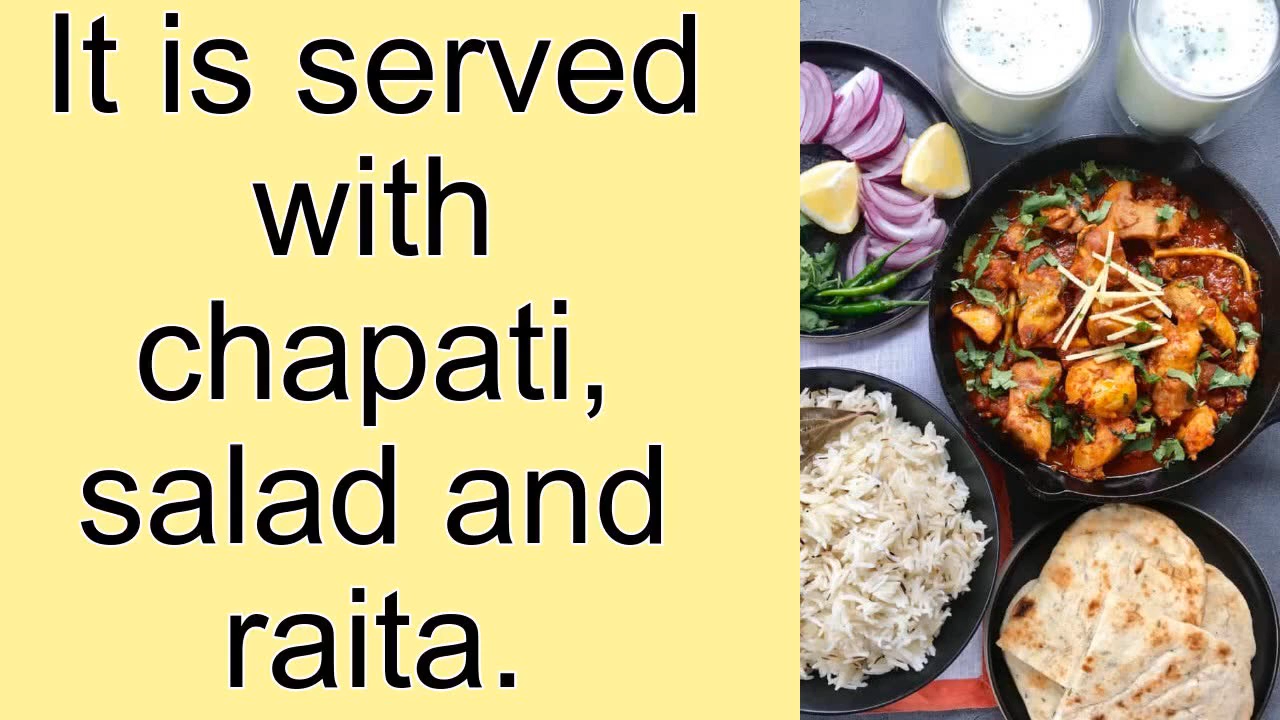 It is served
with
chapati,
salad and
raita.